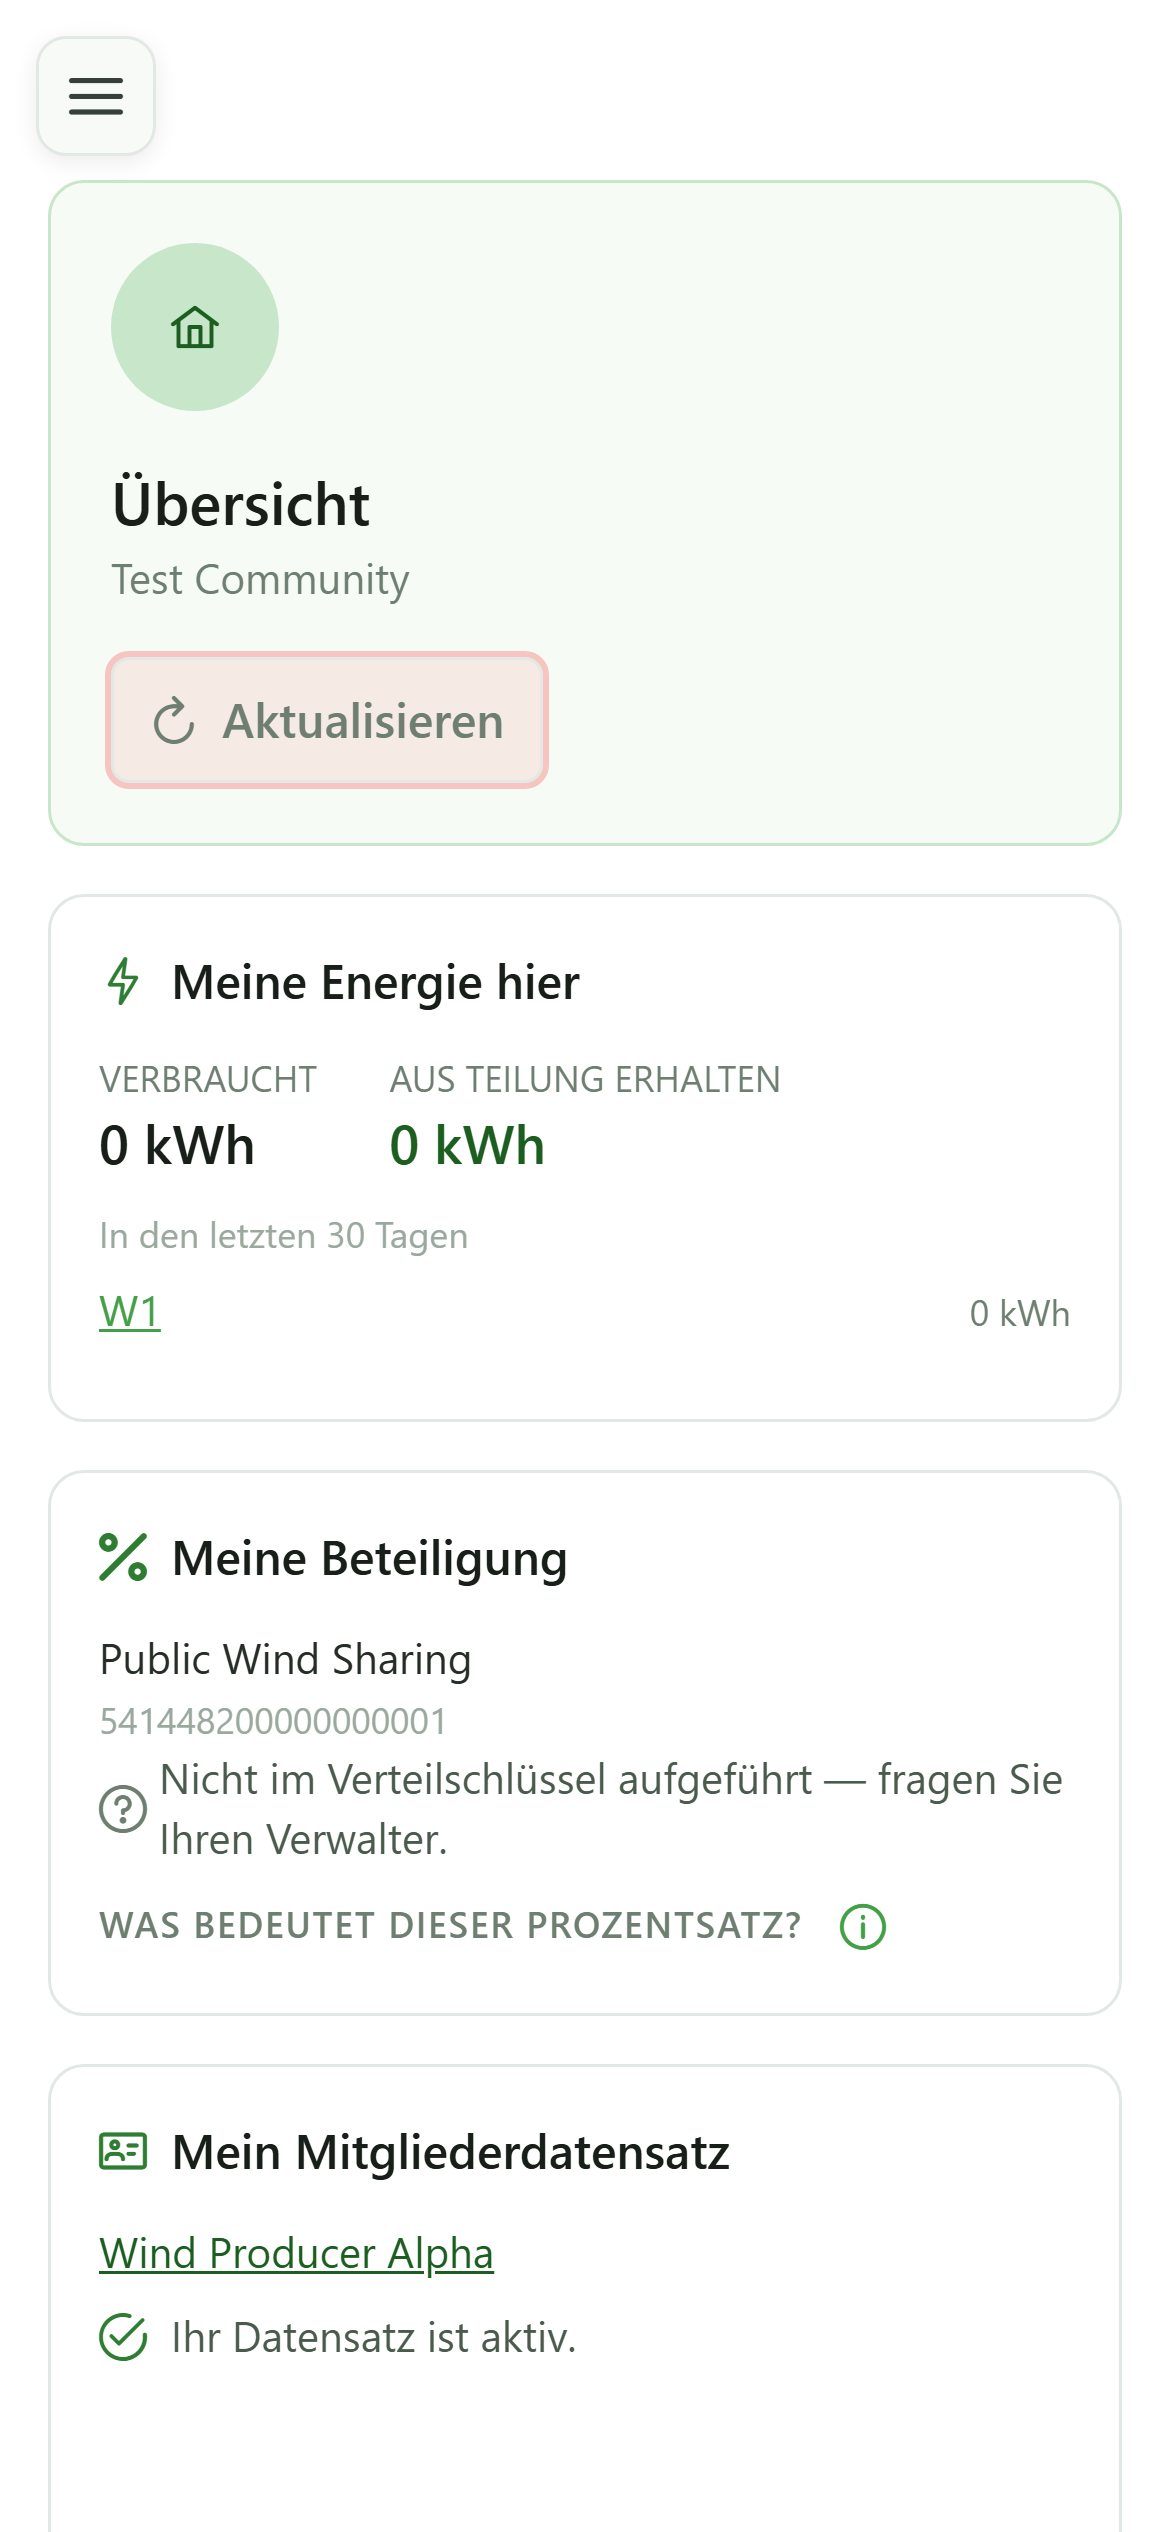 Übersicht
Test Community
Aktualisieren
Meine Energie hier
VERBRAUCHT AUS TEILUNG ERHALTEN
0 kWh 0 kWh
In den letzten 30 Tagen
W1 0 kWh
Meine Beteiligung
Public Wind Sharing
541448200000000001
Nicht im Verteilschlüssel aufgeführt — fragen Sie
Ihren Verwalter.
WAS BEDEUTET DIESER PROZENTSATZ?
Mein Mitgliederdatensatz
Wind Producer Alpha
Ihr Datensatz ist aktiv.